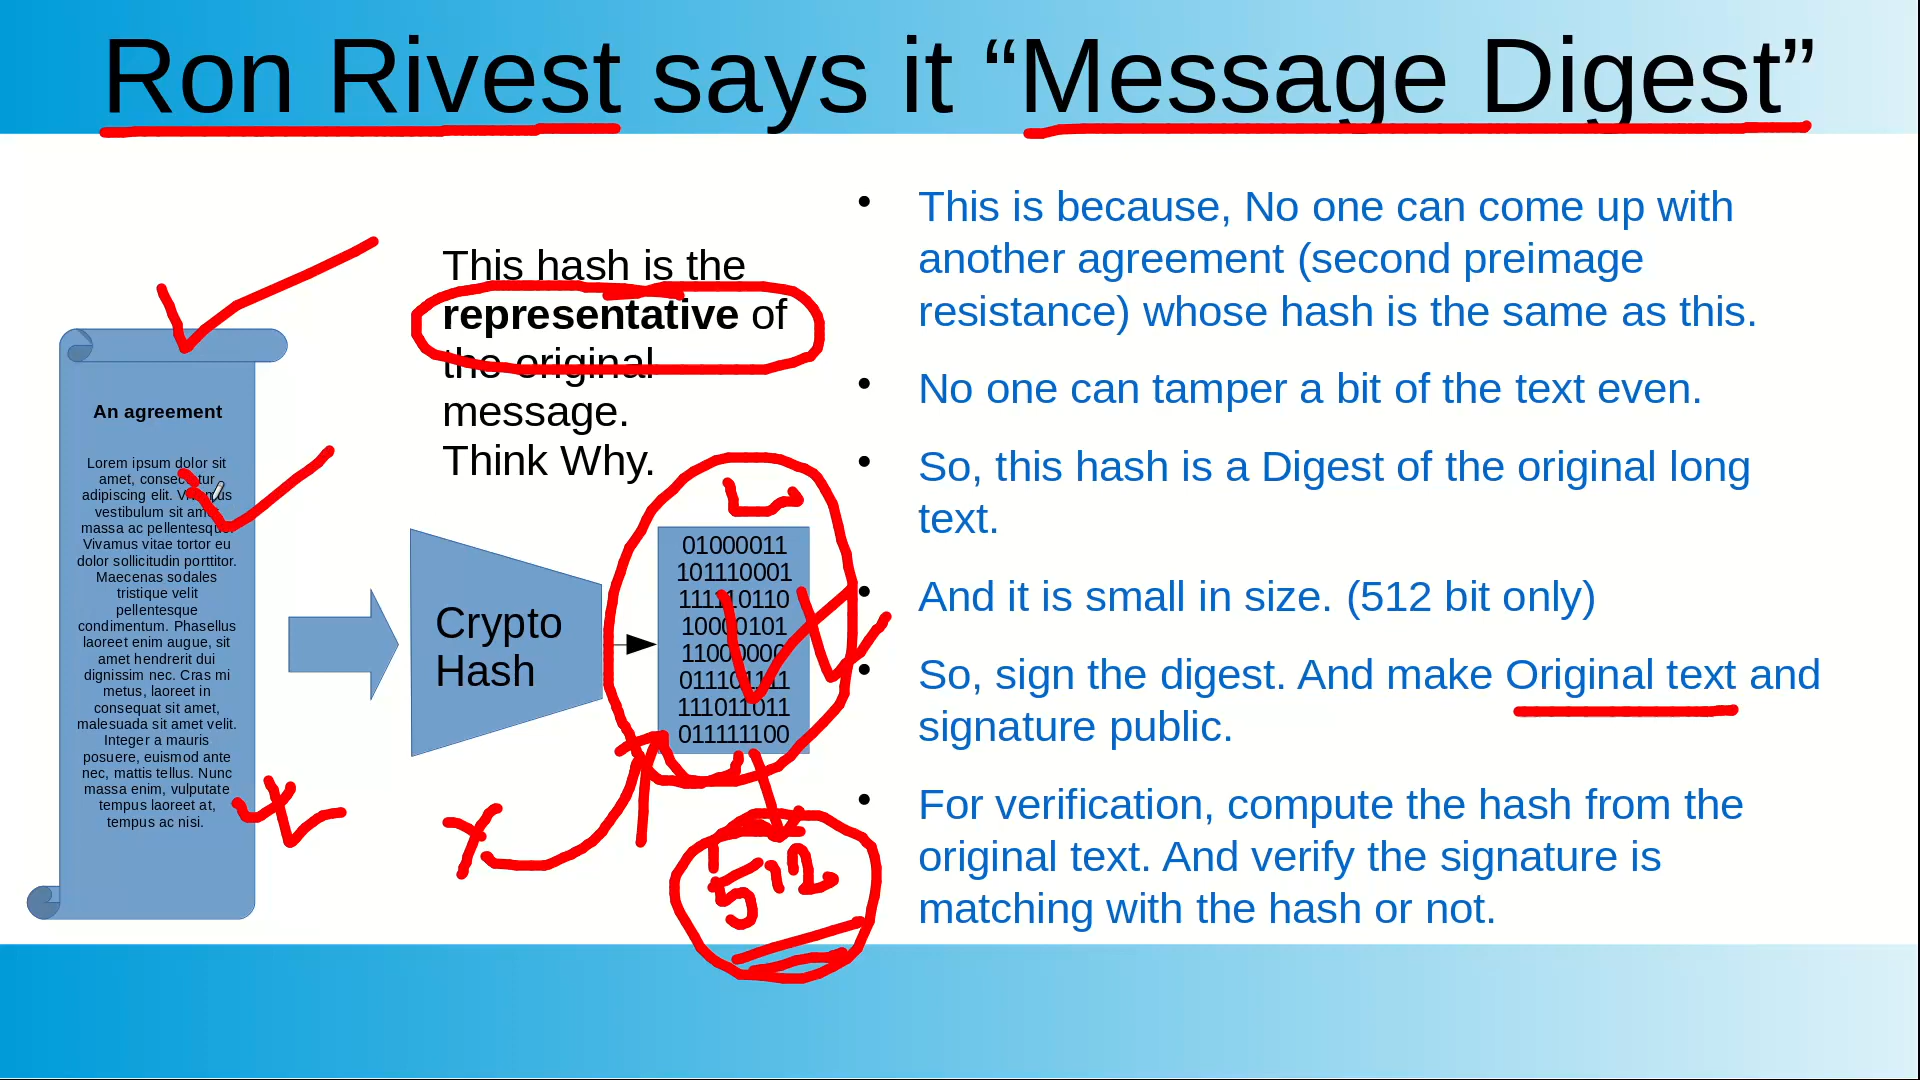 Ron Rivest says it “Message Digest”
This hash is the
representative of
the original
message.
Think Why.
An agreement
Lorem ipsum dolor sit
amet, consectetur
adipiscing elit. Vivamus
vestibulum sit amet
massa ac pellentesque.
Vivamus vitae tortor eu
dolor sollicitudin porttitor.
Maecenas sodales
tristique velit
pellentesque
condimentum. Phasellus
laoreet enim augue, sit
amet hendrerit dui
dignissim nec. Cras mi
metus, laoreet in
consequat sit amet,
malesuada sit amet velit.
Integer a mauris
posuere, euismod ante
nec, mattis tellus. Nunc
massa enim, vulputate
tempus laoreet at,
tempus ac nisi.
Crypto
Hash
01000011
101110001
111110110
10000101
11000000
011101111
111011011
011111100
512
• This is because, No one can come up with
another agreement (second preimage
resistance) whose hash is the same as this.
• No one can tamper a bit of the text even.
• So, this hash is a Digest of the original long
text.
• And it is small in size. (512 bit only)
• So, sign the digest. And make Original text and
signature public.
• For verification, compute the hash from the
original text. And verify the signature is
matching with the hash or not.